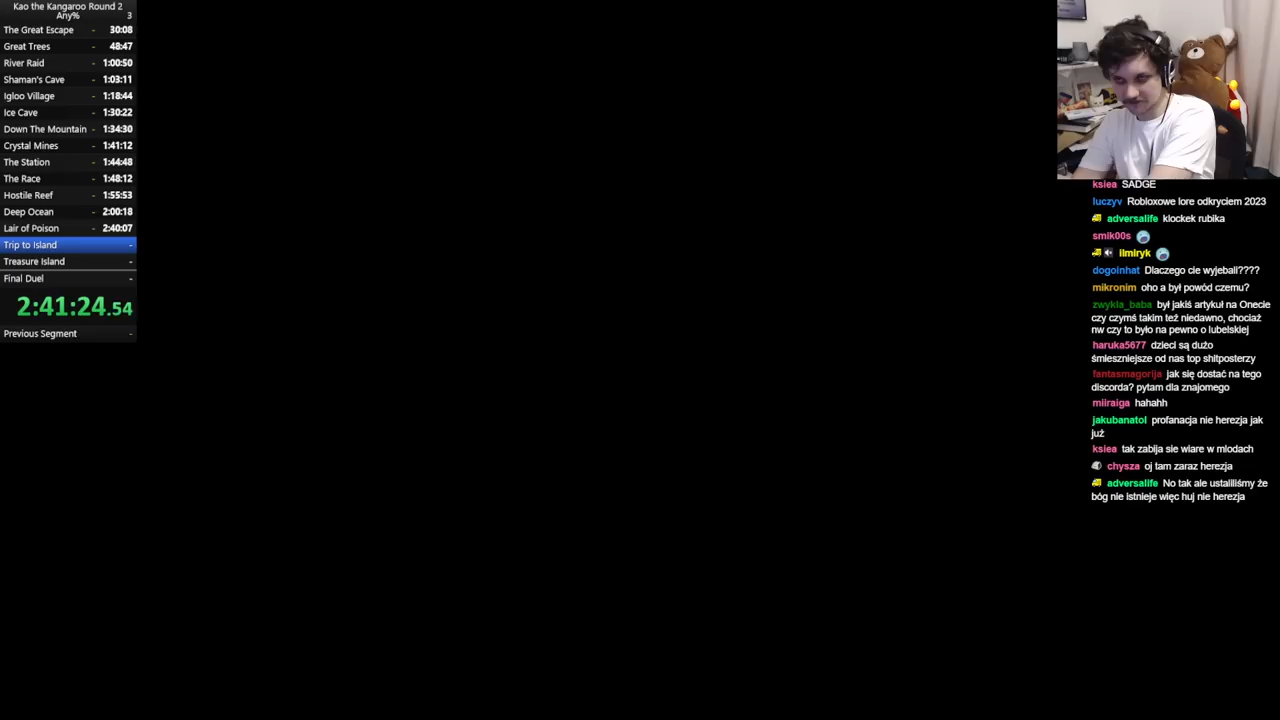 Kao the Kangaroo Round 2
Any% 3
The Great Escape - 30:08
Great Trees - 48:47
River Raid - 1:00:50
Shaman's Cave - 1:03:11
Igloo Village - 1:18:44
Ice Cave - 1:30:22
Down The Mountain - 1:34:30
Crystal Mines - 1:41:12
The Station - 1:44:48
The Race - 1:48:12
Hostile Reef - 1:55:53
Deep Ocean - 2:00:18
Lair of Poison - 2:40:07
Trip to Island -
Treasure Island -
Final Duel -
2:41:24.54
Previous Segment -
ksiea SADGE
luczyv Robloxowe lore odkryciem 2023
adversalife klockek rubika
smik00s
ilmiryk
dogoinhat Dlaczego cie wyjebali????
mikronim oho a był powód czemu?
zwykla_baba był jakiś artykuł na Onecie
czy czymś takim też niedawno, chociaż
nw czy to było na pewno o lubelskiej
haruka5677 dzieci są dużo
śmieszniejsze od nas top shitposterzy
fantasmagorija jak się dostać na tego
discorda? pytam dla znajomego
miiraiga hahahh
jakubanatol profanacja nie herezja jak
już
ksiea tak zabija sie wiare w mlodach
chysza oj tam zaraz herezja
adversalife No tak ale ustaliliśmy że
bóg nie istnieje więc huj nie herezja